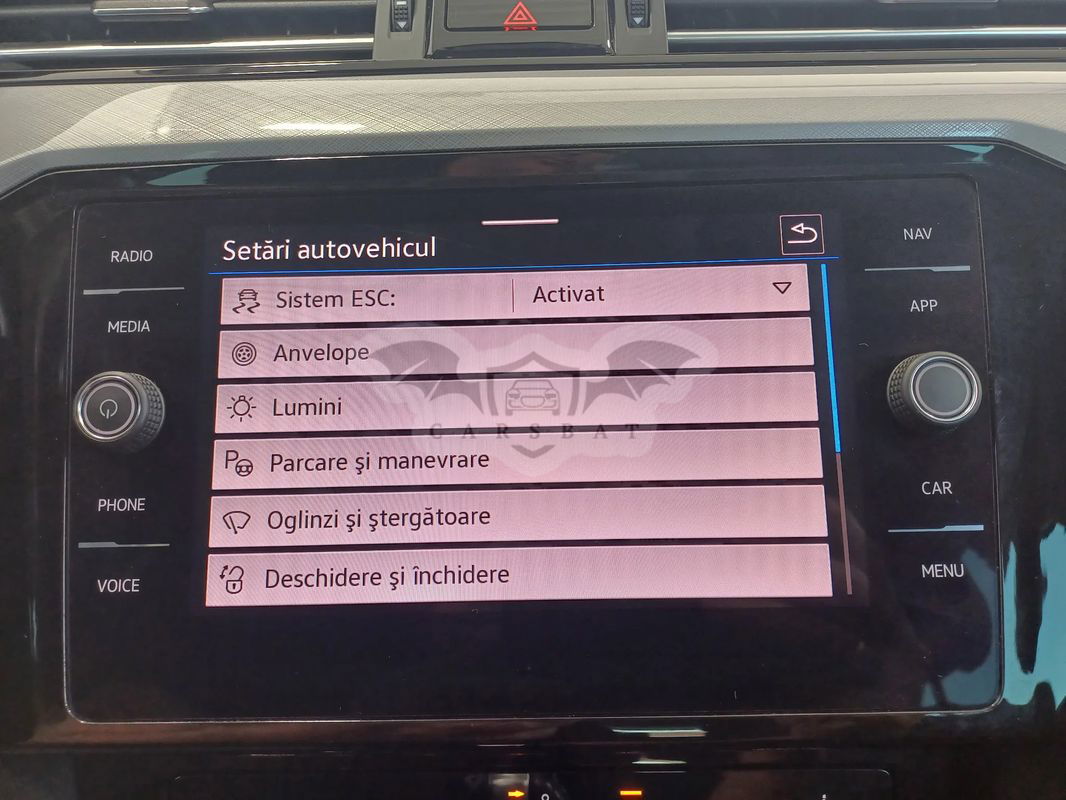 RADIO
MEDIA
PHONE
VOICE
Setări autovehicul
Sistem ESC: Activat
Anvelope
Lumini
Parcare şi manevrare
Oglinzi şi ştergătoare
Deschidere şi închidere
CARSBAT
NAV
APP
CAR
MENU